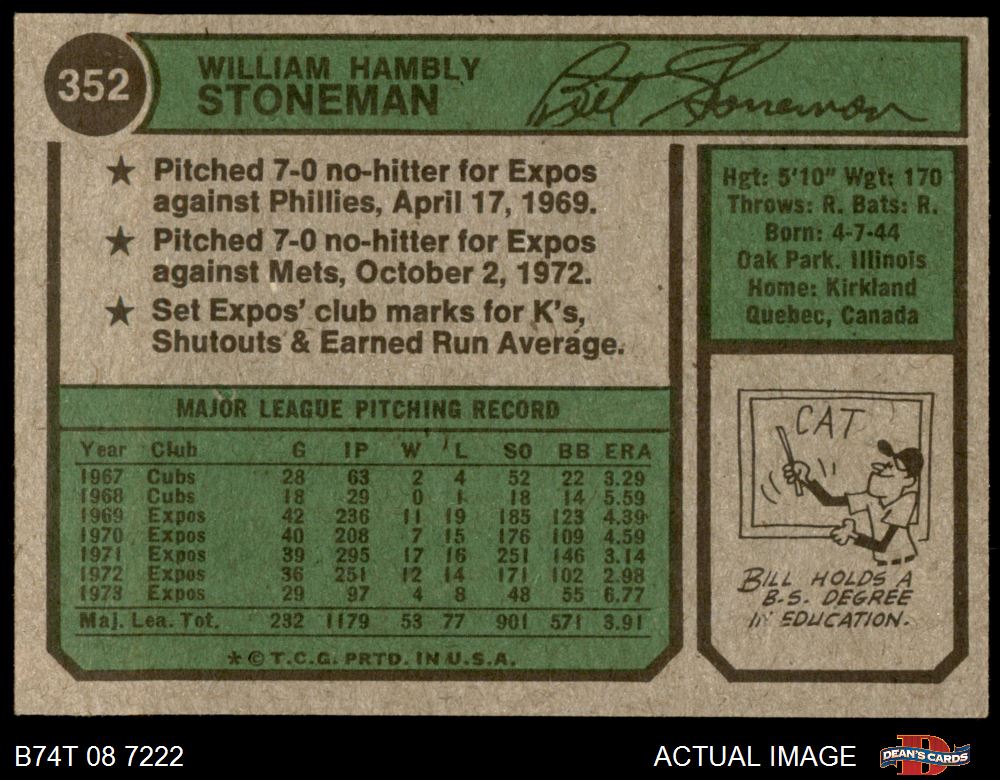 352
WILLIAM HAMBLY
STONEMAN
Bill Stoneman
★ Pitched 7-0 no-hitter for Expos
against Phillies, April 17, 1969.
★ Pitched 7-0 no-hitter for Expos
against Mets, October 2, 1972.
★ Set Expos' club marks for K's,
Shutouts & Earned Run Average.
Hgt: 5'10" Wgt: 170
Throws: R. Bats: R.
Born: 4-7-44
Oak Park, Illinois
Home: Kirkland
Quebec, Canada
MAJOR LEAGUE PITCHING RECORD
Year Club G IP W L SO BB ERA
1967 Cubs 28 63 2 4 52 22 3.29
1968 Cubs 18 29 0 1 18 14 5.59
1969 Expos 42 236 11 19 185 123 4.39
1970 Expos 40 208 7 15 176 109 4.59
1971 Expos 39 295 17 16 251 146 3.14
1972 Expos 36 251 12 14 171 102 2.98
1973 Expos 29 97 4 8 48 55 6.77
Maj. Lea. Tot. 232 1179 53 77 901 571 3.91
* © T.C.G. PRTD. IN U.S.A.
CAT
BILL HOLDS A
B.S. DEGREE
IN EDUCATION.
B74T 08 7222
ACTUAL IMAGE
D
DEAN'S CARDS